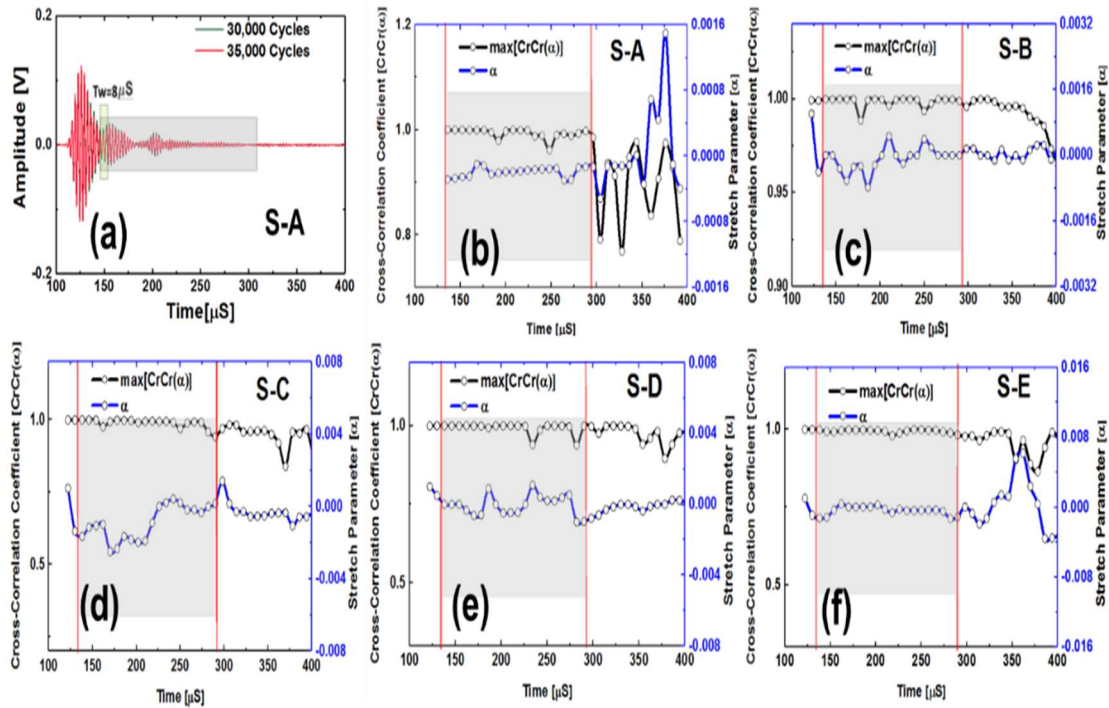 0.2
0.0
-0.2
Amplitude [V]
30,000 Cycles
35,000 Cycles
Tw=8μS
(a)
S-A
100 150 200 250 300 350 400
Time[μS]
Cross-Correlation Coefficient [CrCr(α)]
1.2
1.0
0.8
max[CrCr(α)]
α
S-A
(b)
0.0016
0.0008
0.0000
-0.0008
-0.0016
Stretch Parameter [α]
100 150 200 250 300 350 400
Time [μS]
Cross-Correlation Coefficient [CrCr(α)]
1.00
0.95
0.90
max[CrCr(α)]
α
S-B
(c)
0.0032
0.0016
0.0000
-0.0016
-0.0032
Stretch Parameter [α]
100 150 200 250 300 350 400
Time [μS]
Cross-Correlation Coefficient [CrCr(α)]
1.0
0.5
max[CrCr(α)]
α
S-C
(d)
0.008
0.004
0.000
-0.004
-0.008
Stretch Parameter [α]
100 150 200 250 300 350 400
Time [μS]
Cross-Correlation Coefficient [CrCr(α)]
1.0
0.5
max[CrCr(α)]
α
S-D
(e)
0.008
0.004
0.000
-0.004
-0.008
Stretch Parameter [α]
100 150 200 250 300 350 400
Time [μS]
Cross-Correlation Coefficient [CrCr(α)]
1.0
0.5
max[CrCr(α)]
α
S-E
(f)
0.016
0.008
0.000
-0.008
-0.016
Stretch Parameter [α]
100 150 200 250 300 350 400
Time [μS]